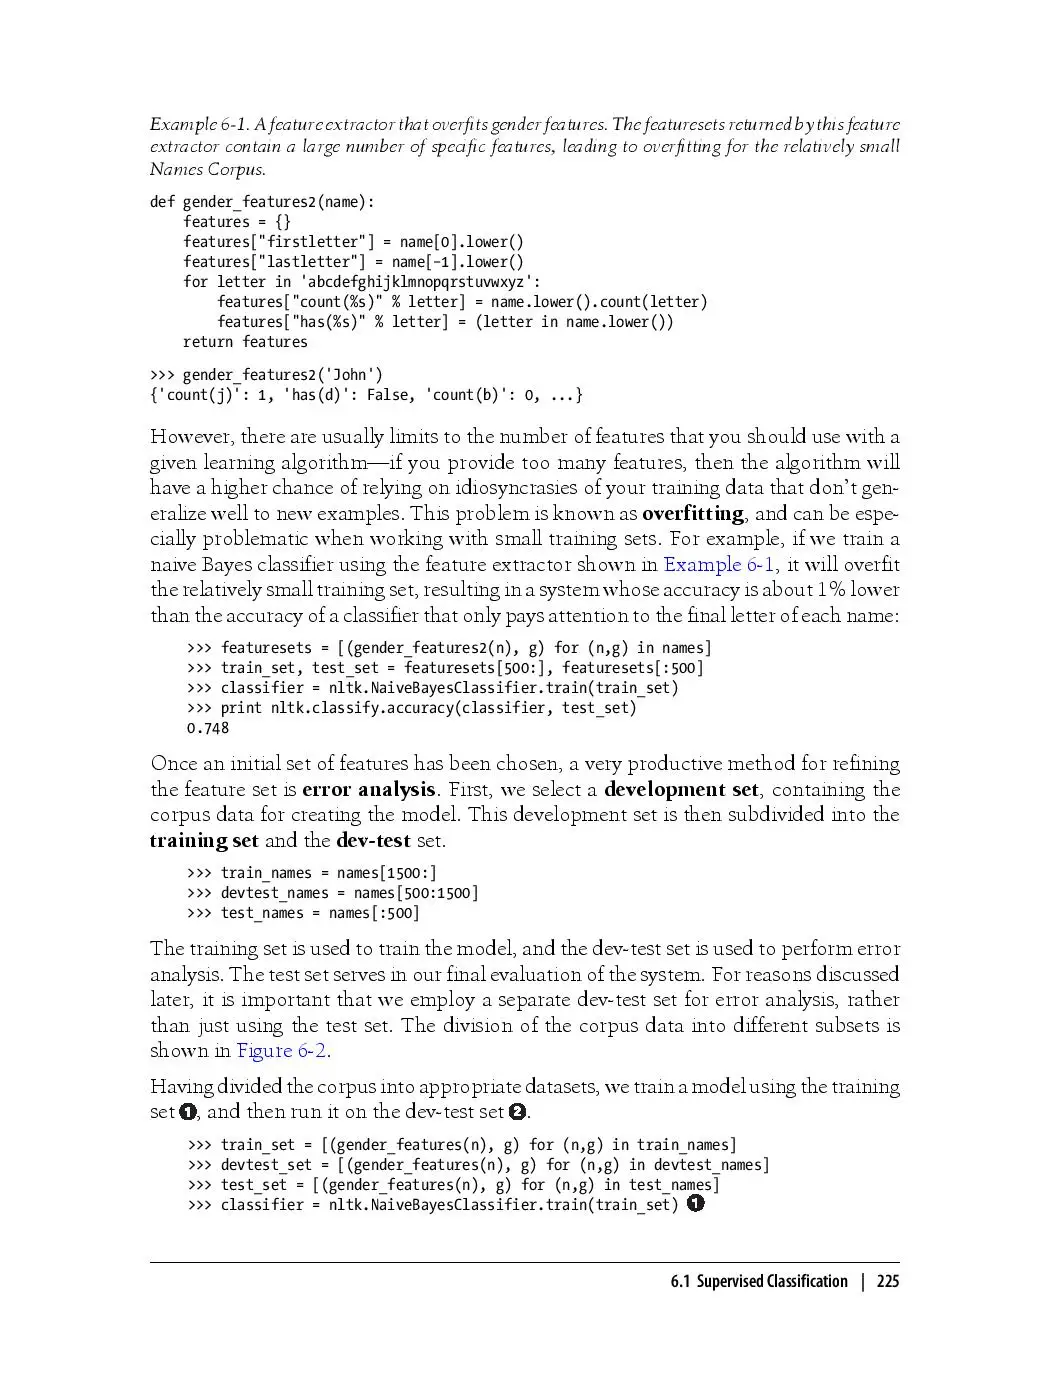 Example 6-1. A feature extractor that overfits gender features. The featuresets returned by this feature
extractor contain a large number of specific features, leading to overfitting for the relatively small
Names Corpus.
def gender_features2(name):
    features = {}
    features["firstletter"] = name[0].lower()
    features["lastletter"] = name[–1].lower()
    for letter in 'abcdefghijklmnopqrstuvwxyz':
        features["count(%s)" % letter] = name.lower().count(letter)
        features["has(%s)" % letter] = (letter in name.lower())
    return features
>>> gender_features2('John')
{'count(j)': 1, 'has(d)': False, 'count(b)': 0, ...}
However, there are usually limits to the number of features that you should use with a
given learning algorithm—if you provide too many features, then the algorithm will
have a higher chance of relying on idiosyncrasies of your training data that don’t gen-
eralize well to new examples. This problem is known as overfitting, and can be espe-
cially problematic when working with small training sets. For example, if we train a
naive Bayes classifier using the feature extractor shown in Example 6-1, it will overfit
the relatively small training set, resulting in a system whose accuracy is about 1% lower
than the accuracy of a classifier that only pays attention to the final letter of each name:
>>> featuresets = [(gender_features2(n), g) for (n,g) in names]
>>> train_set, test_set = featuresets[500:], featuresets[:500]
>>> classifier = nltk.NaiveBayesClassifier.train(train_set)
>>> print nltk.classify.accuracy(classifier, test_set)
0.748
Once an initial set of features has been chosen, a very productive method for refining
the feature set is error analysis. First, we select a development set, containing the
corpus data for creating the model. This development set is then subdivided into the
training set and the dev-test set.
>>> train_names = names[1500:]
>>> devtest_names = names[500:1500]
>>> test_names = names[:500]
The training set is used to train the model, and the dev-test set is used to perform error
analysis. The test set serves in our final evaluation of the system. For reasons discussed
later, it is important that we employ a separate dev-test set for error analysis, rather
than just using the test set. The division of the corpus data into different subsets is
shown in Figure 6-2.
Having divided the corpus into appropriate datasets, we train a model using the training
set ❶, and then run it on the dev-test set ❷.
>>> train_set = [(gender_features(n), g) for (n,g) in train_names]
>>> devtest_set = [(gender_features(n), g) for (n,g) in devtest_names]
>>> test_set = [(gender_features(n), g) for (n,g) in test_names]
>>> classifier = nltk.NaiveBayesClassifier.train(train_set) ❶
6.1 Supervised Classification | 225